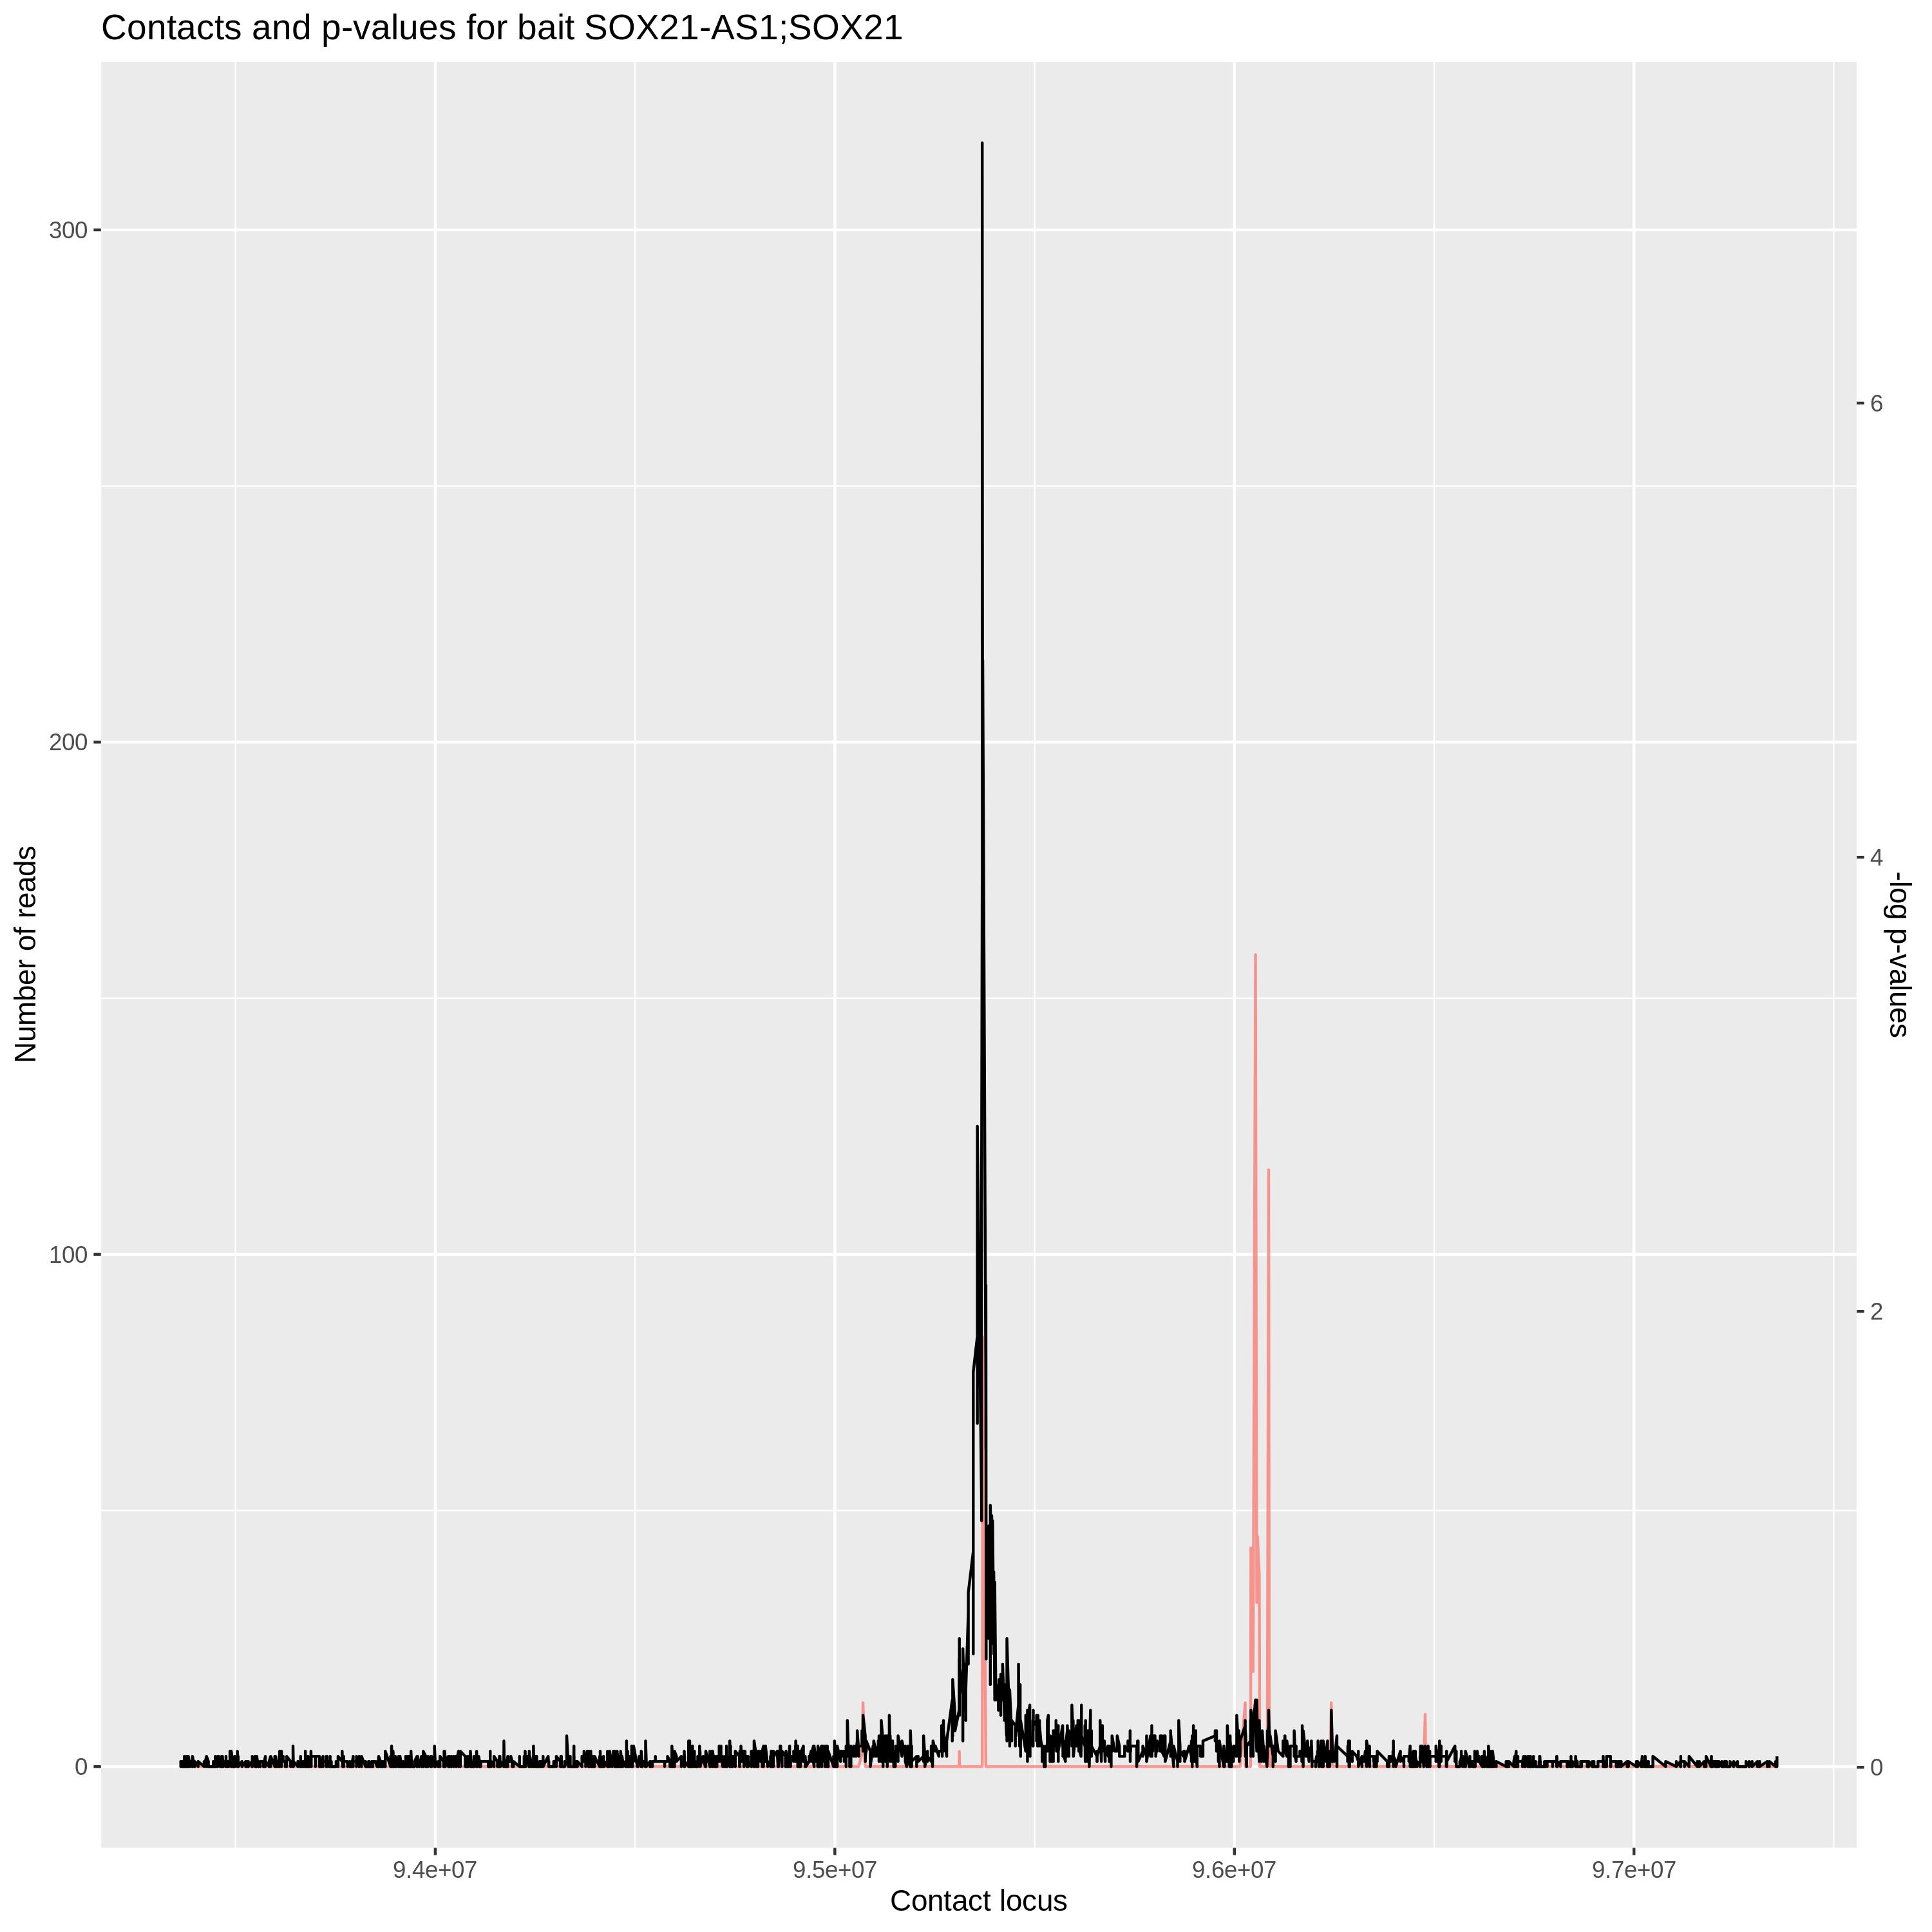 Contacts and p-values for bait SOX21-AS1;SOX21
300
200
100
0
Number of reads
6
4
2
0
-log p-values
9.4e+07
9.5e+07
9.6e+07
9.7e+07
Contact locus